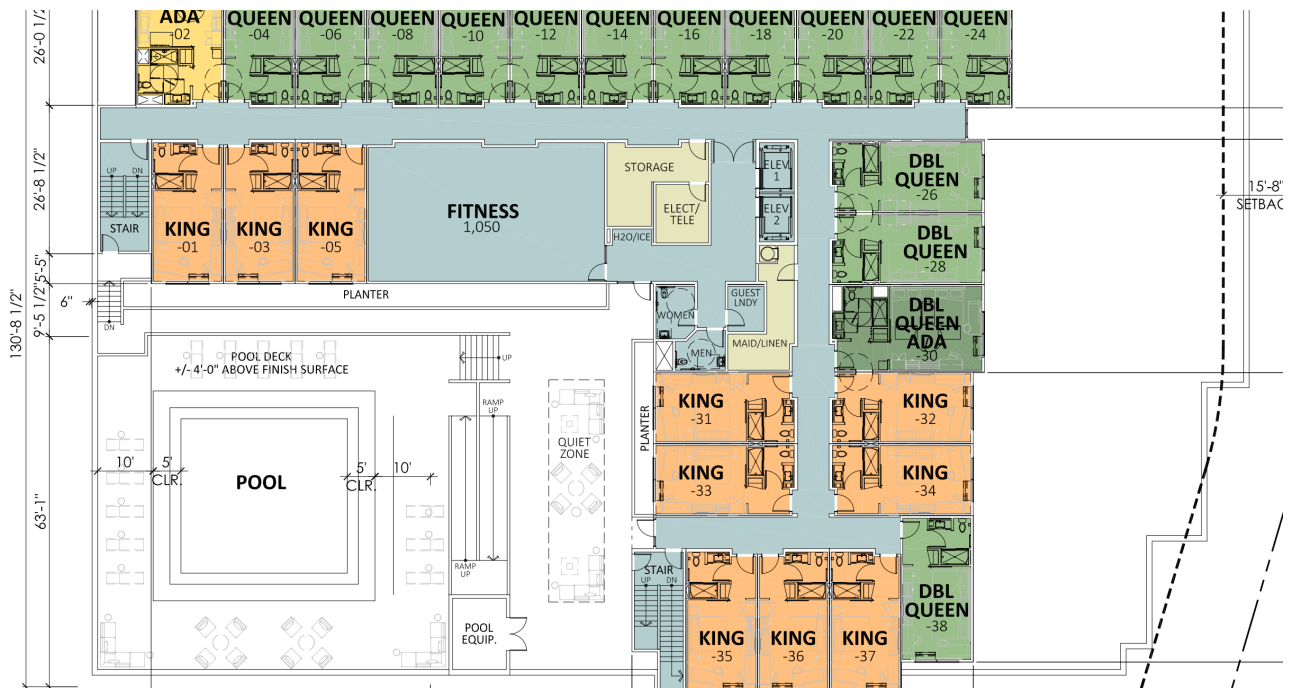 ADA
-02
QUEEN
-04
QUEEN
-06
QUEEN
-08
QUEEN
-10
QUEEN
-12
QUEEN
-14
QUEEN
-16
QUEEN
-18
QUEEN
-20
QUEEN
-22
QUEEN
-24
26'-0 1/2"
26'-8 1/2"
5'-5"
9'-5 1/2"
6"
130'-8 1/2"
63'-1"
UP
DN
STAIR
KING
-01
KING
-03
KING
-05
FITNESS
1,050
STORAGE
ELECT/
TELE
H2O/ICE
ELEV
1
ELEV
2
DBL
QUEEN
-26
DBL
QUEEN
-28
DBL
QUEEN
ADA
-30
15'-8"
DN
PLANTER
WOMEN
GUEST
LNDY
MEN
MAID/LINEN
POOL DECK
+/- 4'-0" ABOVE FINISH SURFACE
UP
RAMP
UP
QUIET
ZONE
PLANTER
KING
-31
KING
-32
KING
-33
KING
-34
10'
5'
CLR.
POOL
5'
CLR.
10'
RAMP
UP
POOL
EQUIP.
STAIR
UP
DN
KING
-35
KING
-36
KING
-37
DBL
QUEEN
-38